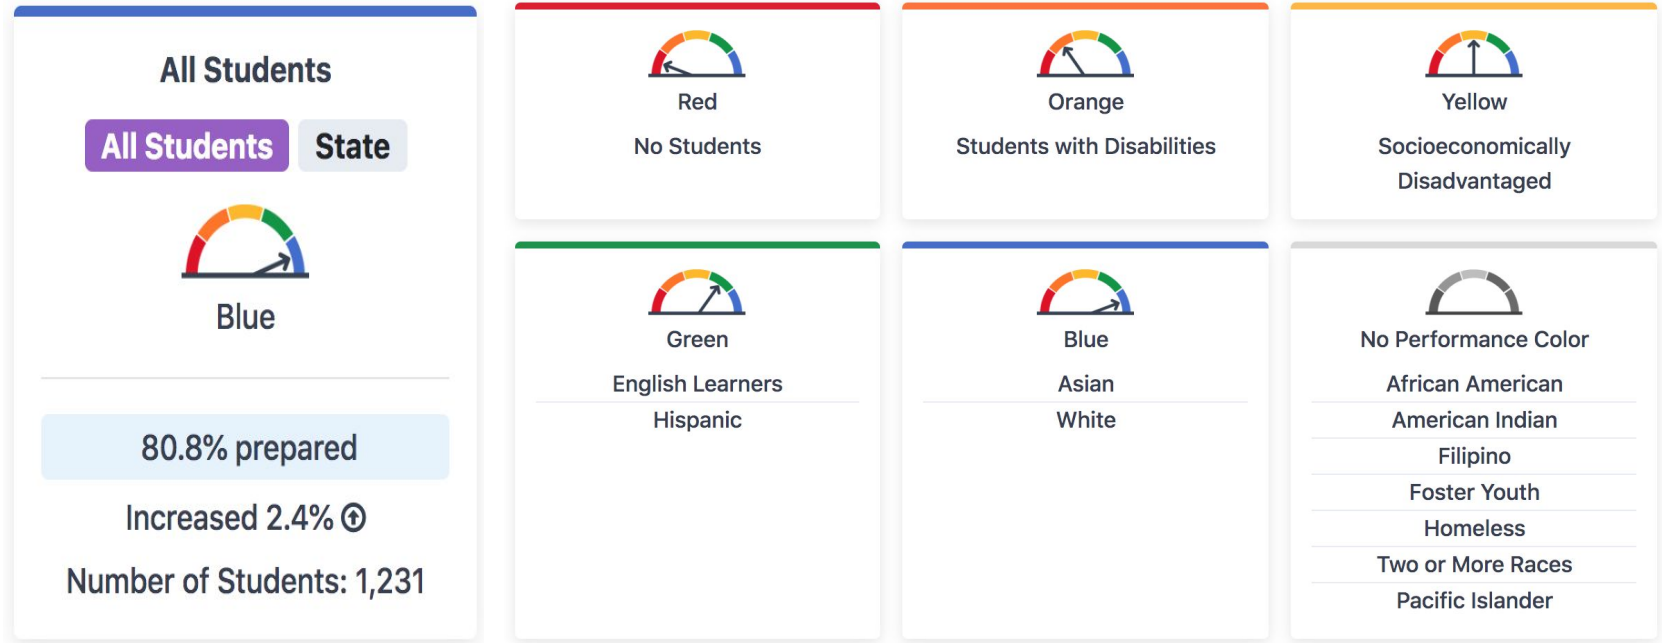 All Students
All Students
State
Blue
80.8% prepared
Increased 2.4%
Number of Students: 1,231
Red
No Students
Orange
Students with Disabilities
Yellow
Socioeconomically
Disadvantaged
Green
English Learners
Hispanic
Blue
Asian
White
No Performance Color
African American
American Indian
Filipino
Foster Youth
Homeless
Two or More Races
Pacific Islander